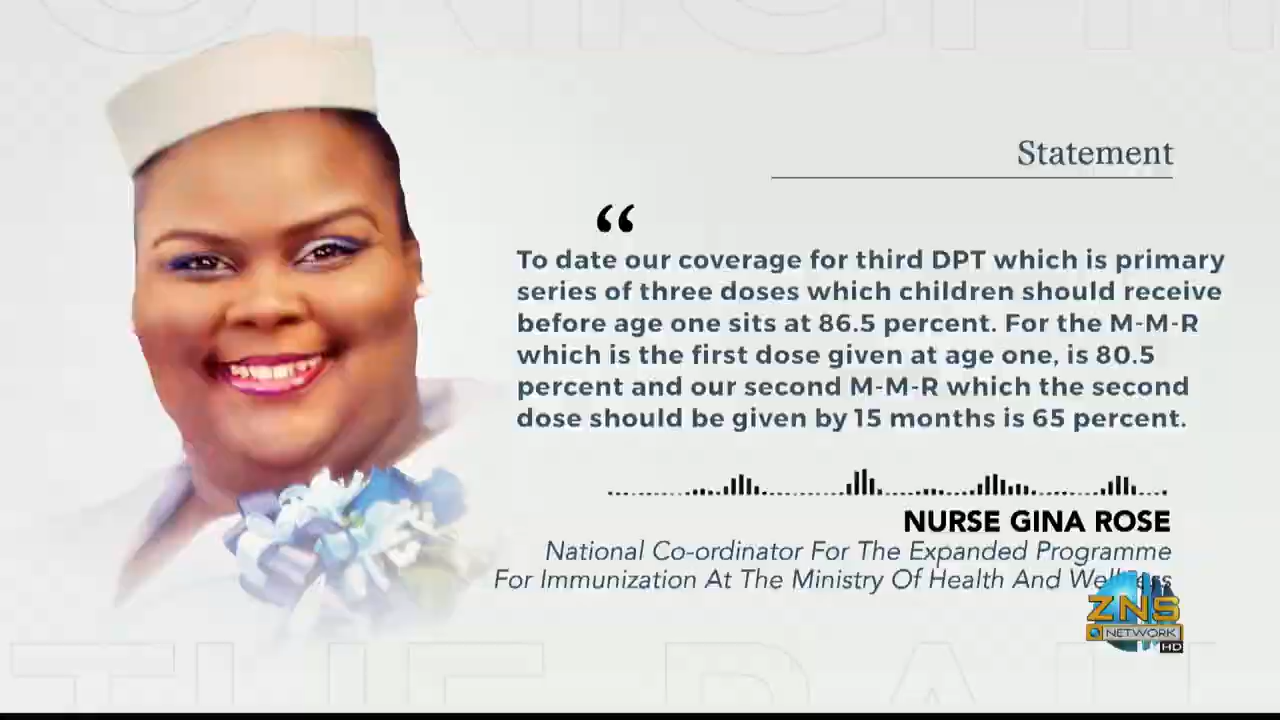 Statement
“
To date our coverage for third DPT which is primary
series of three doses which children should receive
before age one sits at 86.5 percent. For the M-M-R
which is the first dose given at age one, is 80.5
percent and our second M-M-R which the second
dose should be given by 15 months is 65 percent.
NURSE GINA ROSE
National Co-ordinator For The Expanded Programme
For Immunization At The Ministry Of Health And Wellness
ZNS
NETWORK
HD